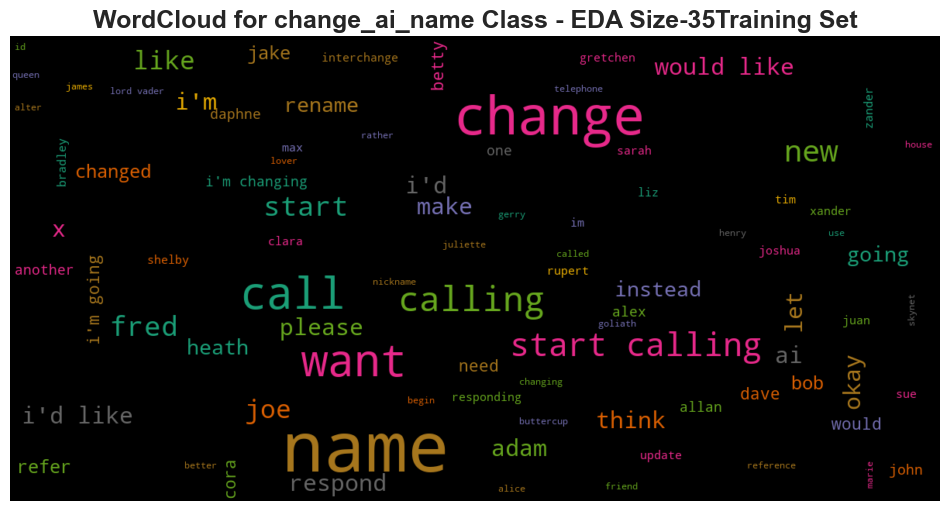 WordCloud for change_ai_name Class - EDA Size-35Training Set
id
like
jake
interchange
betty
gretchen
would like
queen
james
lord vader
i'm
telephone
alter
daphne
rename
change
zander
rather
bradley
changed
lover
max
one
sarah
new
house
i'm changing
i'd
liz
start
make
gerry
im
tim
xander
x
clara
juliette
called
henry
use
joshua
going
another
i'm going
shelby
nickname
rupert
call
calling
instead
let
skynet
fred
please
alex
goliath
juan
heath
want
start calling
ai
need
okay
changing
bob
dave
sue
i'd like
joe
begin
responding
allan
think
buttercup
would
name
adam
update
refer
better
cora
respond
alice
friend
reference
marie
john